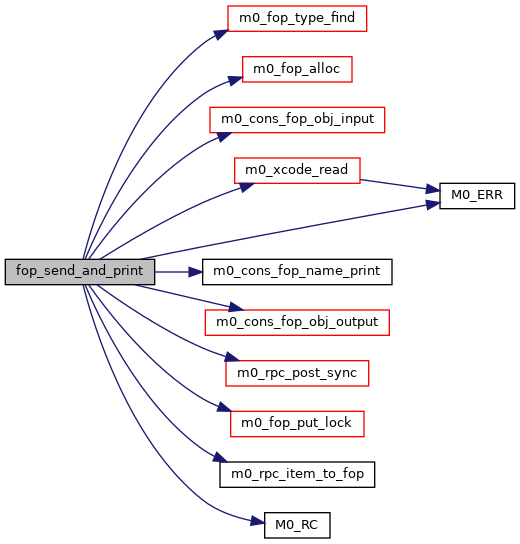 m0_fop_type_find
m0_fop_alloc
m0_cons_fop_obj_input
m0_xcode_read
M0_ERR
fop_send_and_print
m0_cons_fop_name_print
m0_cons_fop_obj_output
m0_rpc_post_sync
m0_fop_put_lock
m0_rpc_item_to_fop
M0_RC